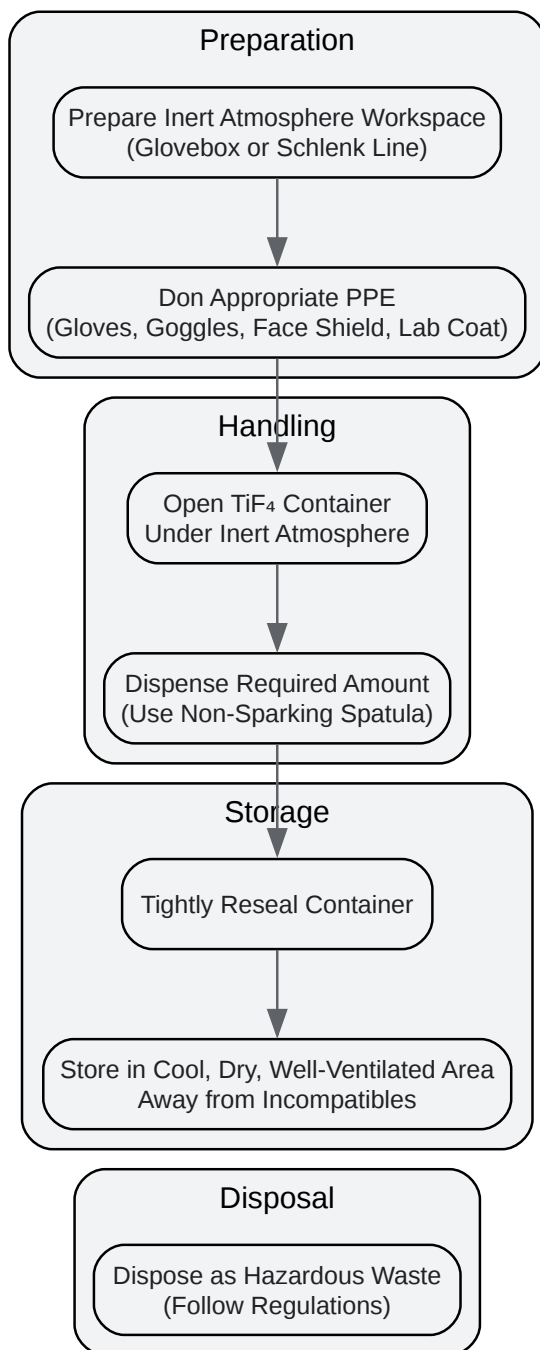 Preparation
Prepare Inert Atmosphere Workspace
(Glovebox or Schlenk Line)
Don Appropriate PPE
(Gloves, Goggles, Face Shield, Lab Coat)
Handling
Open TiF₄ Container
Under Inert Atmosphere
Dispense Required Amount
(Use Non-Sparking Spatula)
Storage
Tightly Reseal Container
Store in Cool, Dry, Well-Ventilated Area
Away from Incompatibles
Disposal
Dispose as Hazardous Waste
(Follow Regulations)